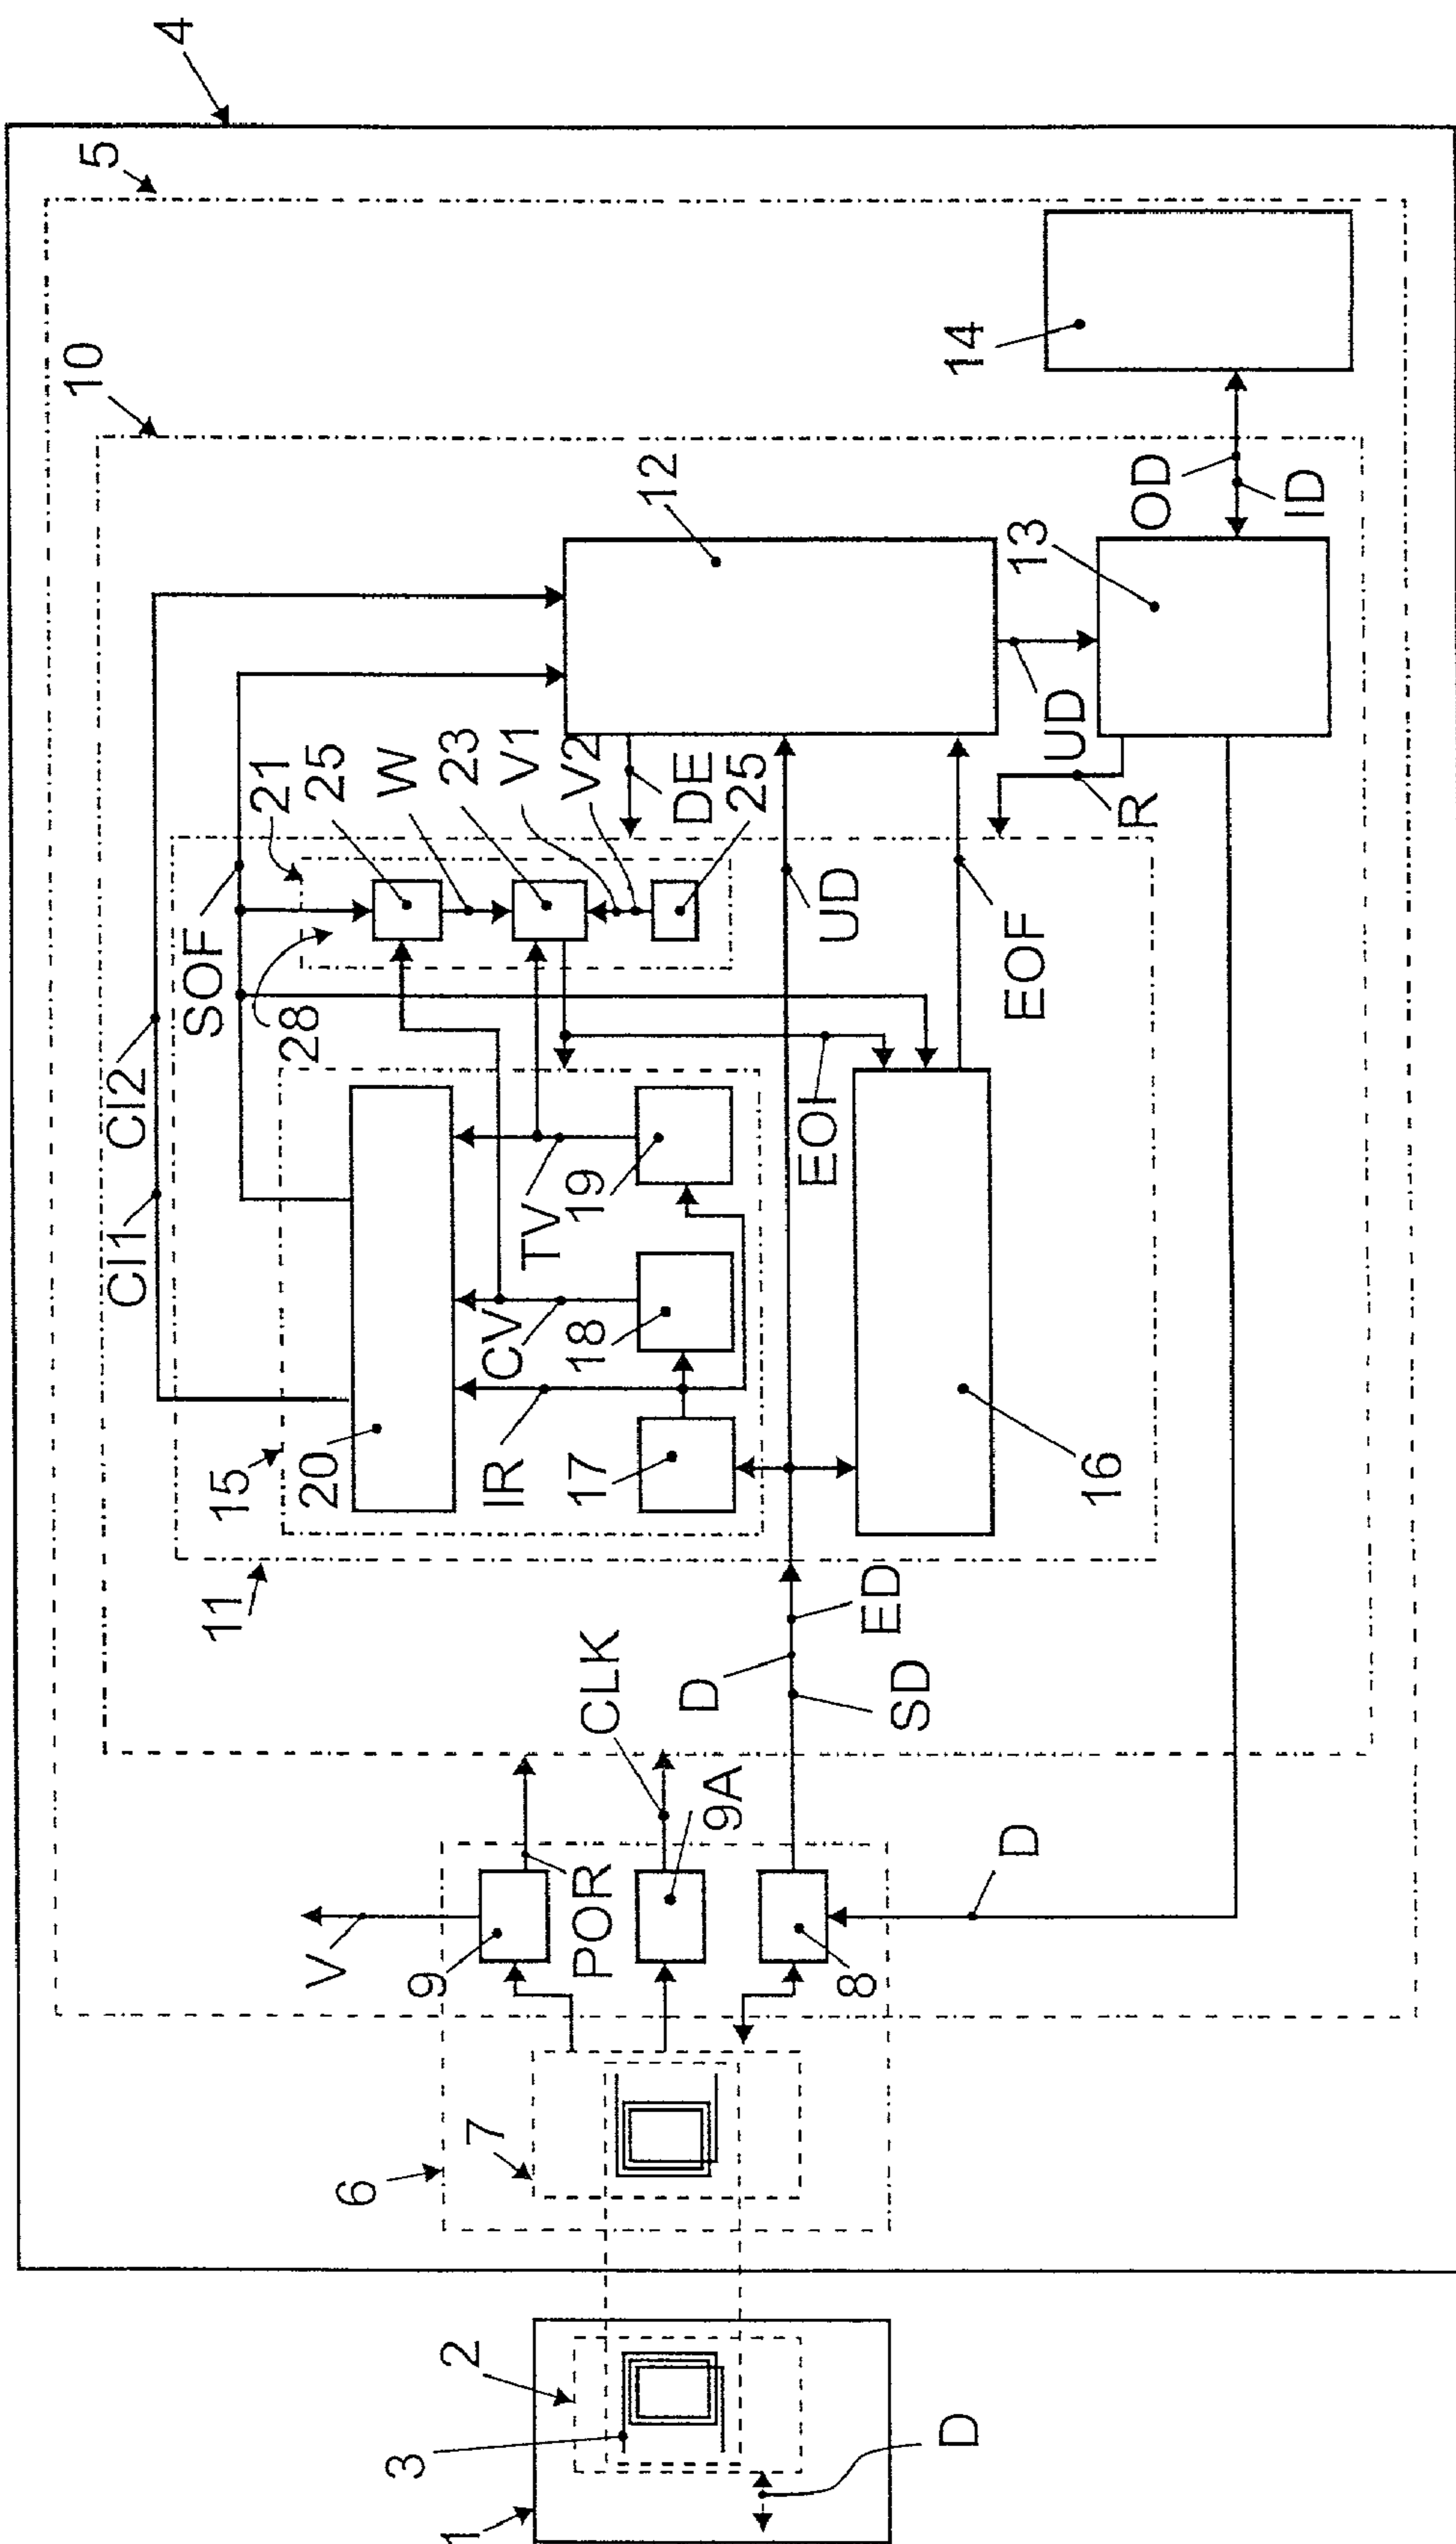 4
5
10
CI1
CI2
SOF
28
21
25
W
23
V1
V2
25
DE
12
14
OD
ID
13
UD
R
UD
EOF
EOI
TV
19
CV
18
IR
17
20
15
11
16
ED
D
SD
CLK
9A
POR
V
9
8
D
7
6
2
3
1
D